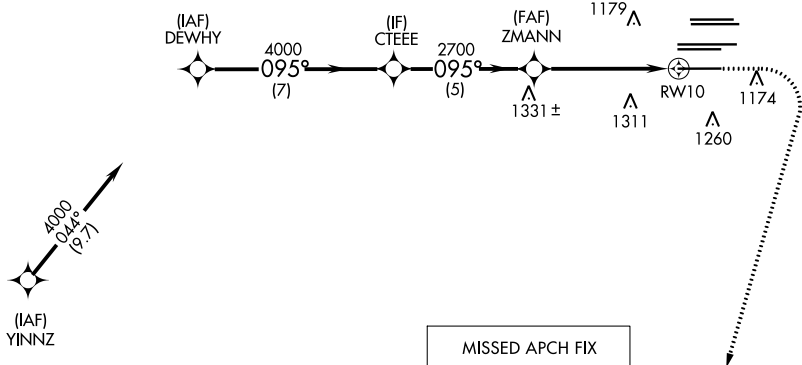 (IAF)
DEWHY
4000
095°
(7)
(IF)
CTEEE
2700
095°
(5)
(FAF)
ZMANN
1331 ±
1179
1311
RW10
1260
1174
4000
044°
(9.7)
(IAF)
YINNZ
MISSED APCH FIX